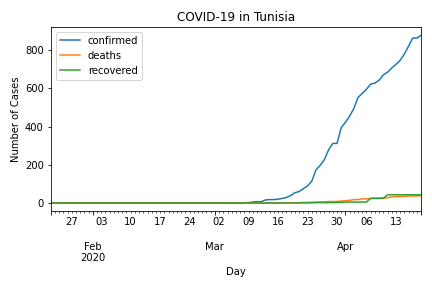 COVID-19 in Tunisia
confirmed
deaths
recovered
Number of Cases
800
600
400
200
0
27 03 10 17 24 02 09 16 23 30 06 13
Feb Mar Apr
2020
Day